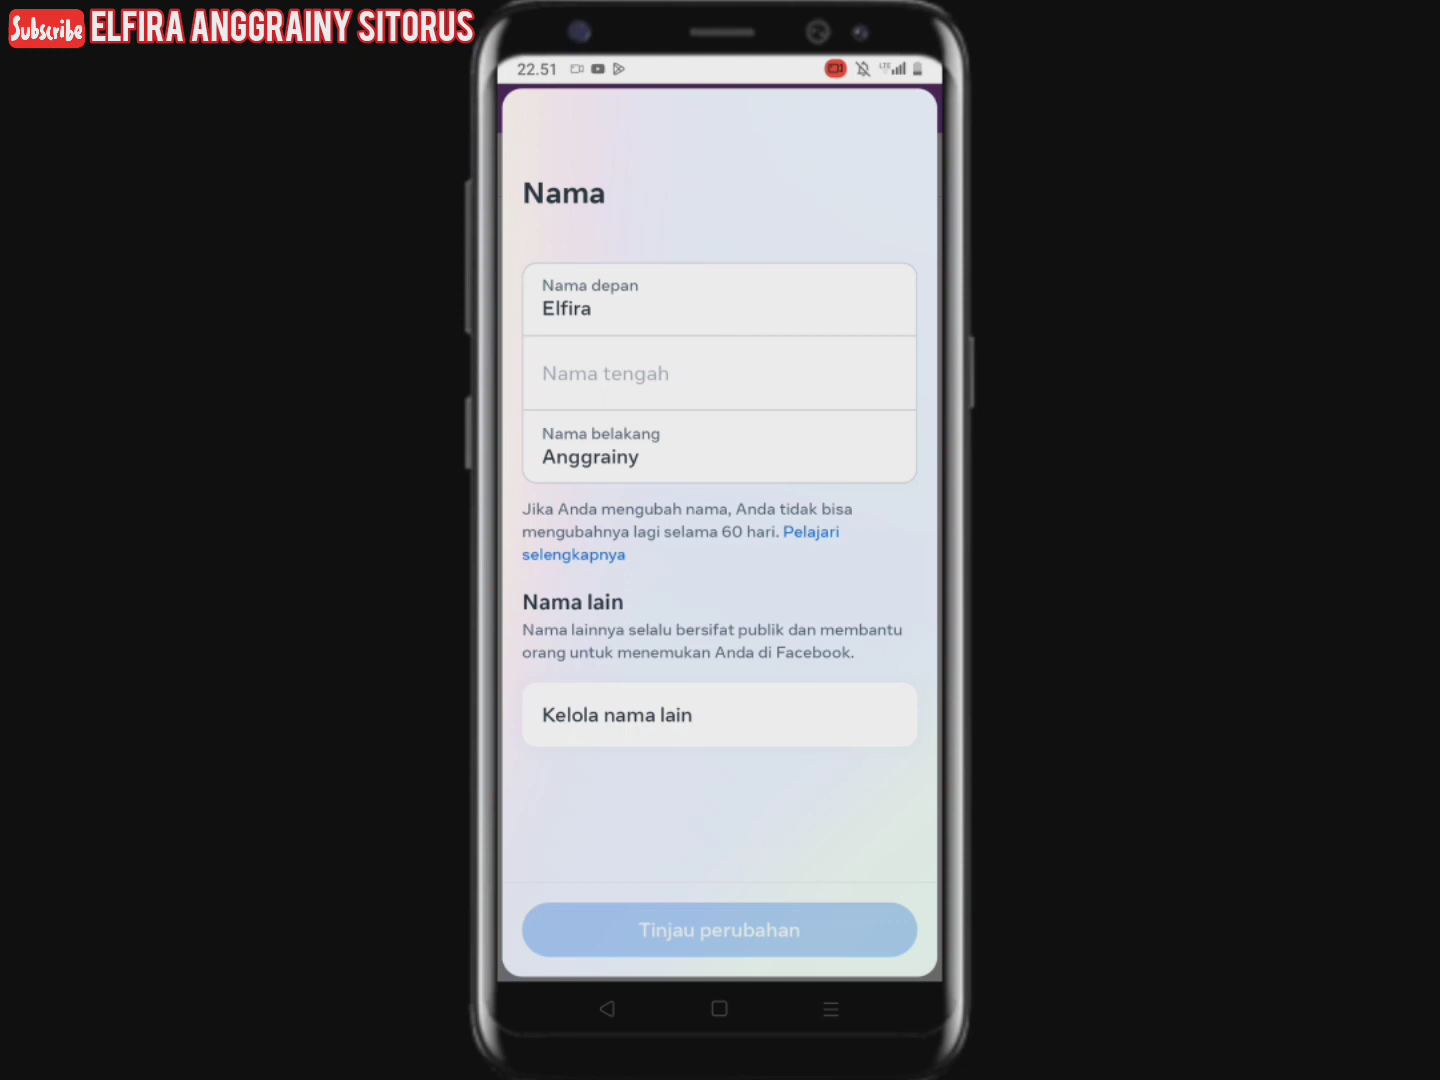 Subscribe ELFIRA ANGGRAINY SITORUS
22.51
LTE
Nama
Nama depan
Elfira
Nama tengah
Nama belakang
Anggrainy
Jika Anda mengubah nama, Anda tidak bisa
mengubahnya lagi selama 60 hari. Pelajari
selengkapnya
Nama lain
Nama lainnya selalu bersifat publik dan membantu
orang untuk menemukan Anda di Facebook.
Kelola nama lain
Tinjau perubahan